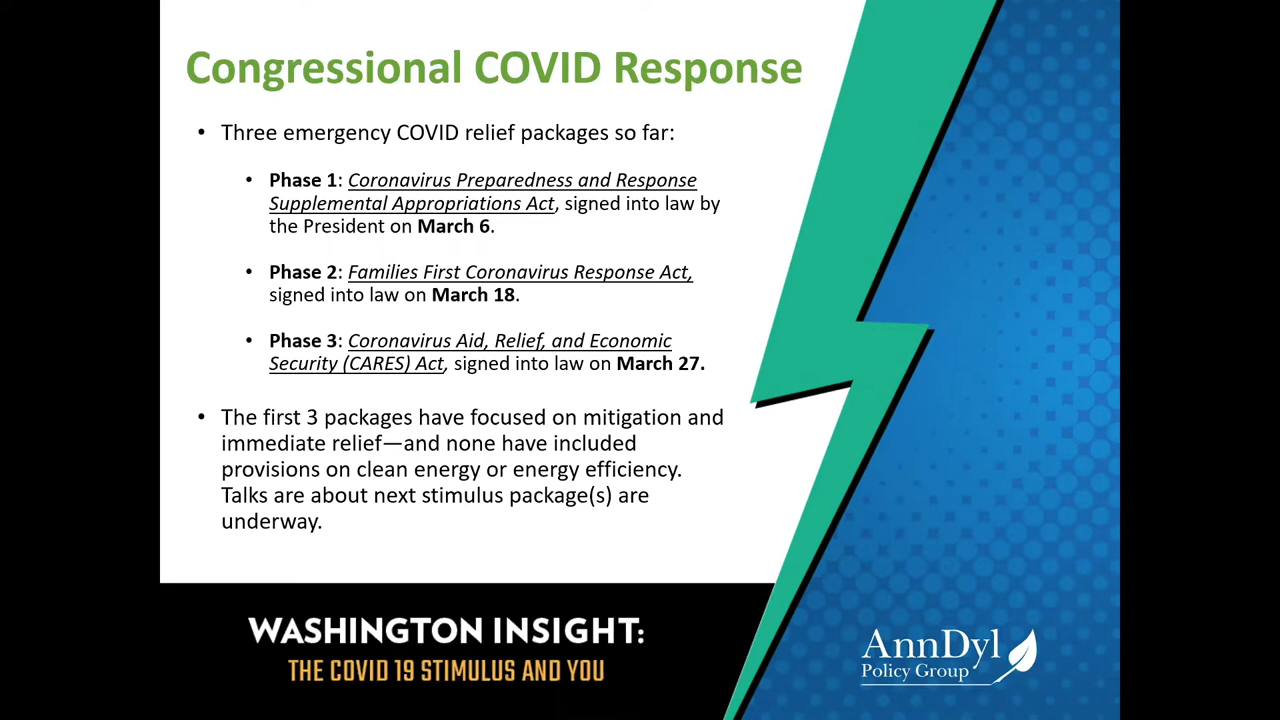 Congressional COVID Response
• Three emergency COVID relief packages so far:
• Phase 1: Coronavirus Preparedness and Response
Supplemental Appropriations Act, signed into law by
the President on March 6.
• Phase 2: Families First Coronavirus Response Act,
signed into law on March 18.
• Phase 3: Coronavirus Aid, Relief, and Economic
Security (CARES) Act, signed into law on March 27.
• The first 3 packages have focused on mitigation and
immediate relief—and none have included
provisions on clean energy or energy efficiency.
Talks are about next stimulus package(s) are
underway.
WASHINGTON INSIGHT:
THE COVID 19 STIMULUS AND YOU
AnnDyl
Policy Group